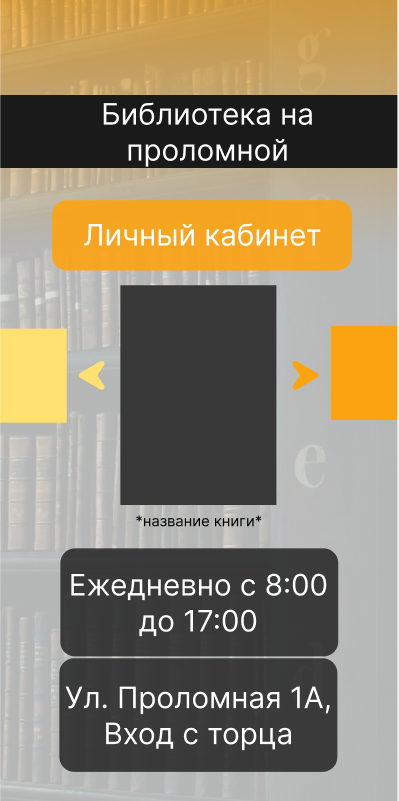 g
Библиотека на
проломной
Личный кабинет
e
*название книги*
Ежедневно с 8:00
до 17:00
Ул. Проломная 1А,
Вход с торца